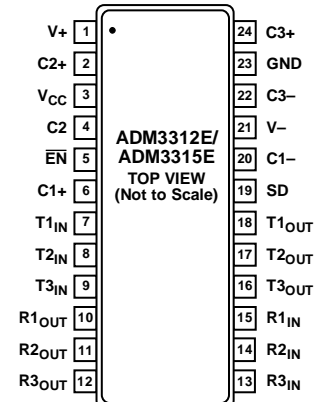 V+ 1 24 C3+
C2+ 2 23 GND
VCC 3 22 C3–
C2 4 21 V–
EN 5 20 C1–
C1+ 6 19 SD
T1IN 7 18 T1OUT
T2IN 8 17 T2OUT
T3IN 9 16 T3OUT
R1OUT 10 15 R1IN
R2OUT 11 14 R2IN
R3OUT 12 13 R3IN
ADM3312E/
ADM3315E
TOP VIEW
(Not to Scale)